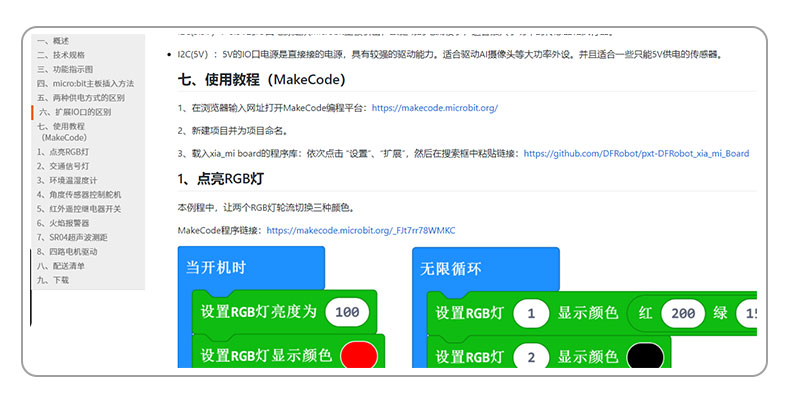 一、概述
二、技术规格
三、功能指示图
四、micro:bit主板插入方法
五、两种供电方式的区别
六、扩展IO口的区别
七、使用教程
（MakeCode）
1、点亮RGB灯
2、交通信号灯
3、环境温湿度计
4、角度传感器控制舵机
5、红外遥控继电器开关
6、火焰报警器
7、SR04超声波测距
8、四路电机驱动
八、配送清单
九、下载
I2C(5V) ：5V的IO口电源是直接接的电源，具有较强的驱动能力。适合驱动AI摄像头等大功率外设。并且适合一些只能5V供电的传感器。
七、使用教程（MakeCode）
1、在浏览器输入网址打开MakeCode编程平台：https://makecode.microbit.org/
2、新建项目并为项目命名。
3、载入xia_mi board的程序库：依次点击 “设置”、“扩展”，然后在搜索框中粘贴链接：https://github.com/DFRobot/pxt-DFRobot_xia_mi_Board
1、点亮RGB灯
本例程中，让两个RGB灯轮流切换三种颜色。
MakeCode程序链接：https://makecode.microbit.org/_FJt7rr78WMKC
当开机时
设置RGB灯亮度为 100
设置RGB灯显示颜色
无限循环
设置RGB灯 1 显示颜色 红 200 绿
设置RGB灯 2 显示颜色